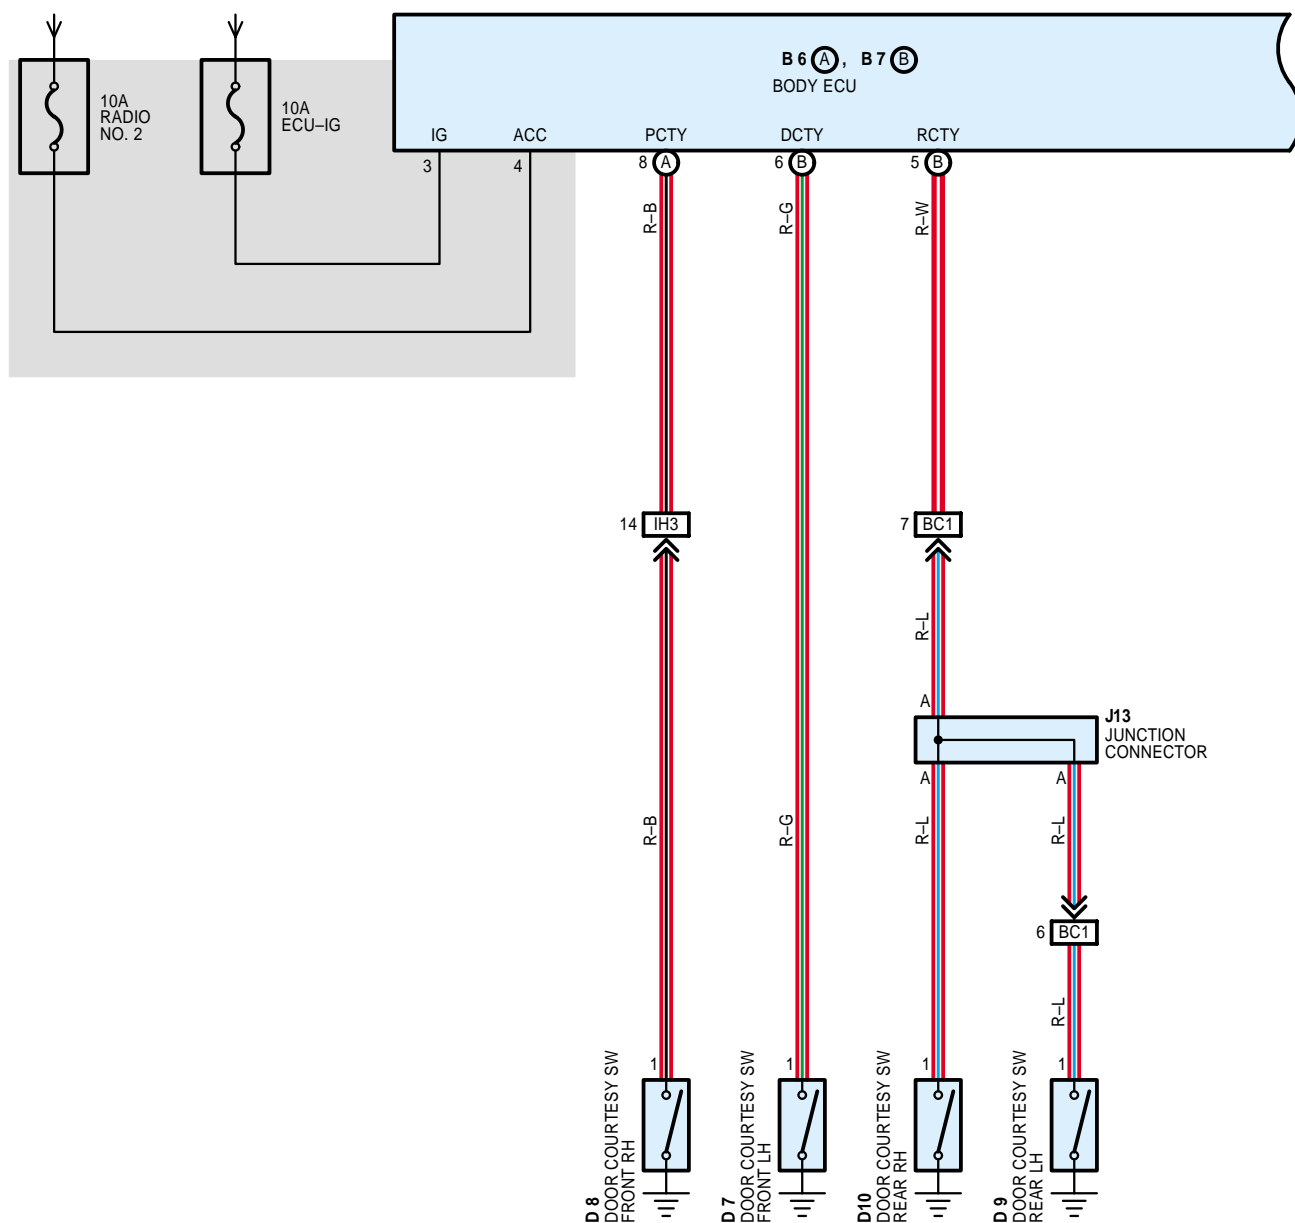 B 6 A , B 7 B
BODY ECU
10A
RADIO
NO. 2
10A
ECU–IG
IG
ACC
PCTY
DCTY
RCTY
3
4
8 A
6 B
5 B
R–B
R–G
R–W
14 IH3
7 BC1
R–L
A
J13
JUNCTION
CONNECTOR
A
A
R–B
R–G
R–L
R–L
6 BC1
R–L
1
1
1
1
D 8
DOOR COURTESY SW
FRONT RH
D 7
DOOR COURTESY SW
FRONT LH
D10
DOOR COURTESY SW
REAR RH
D 9
DOOR COURTESY SW
REAR LH